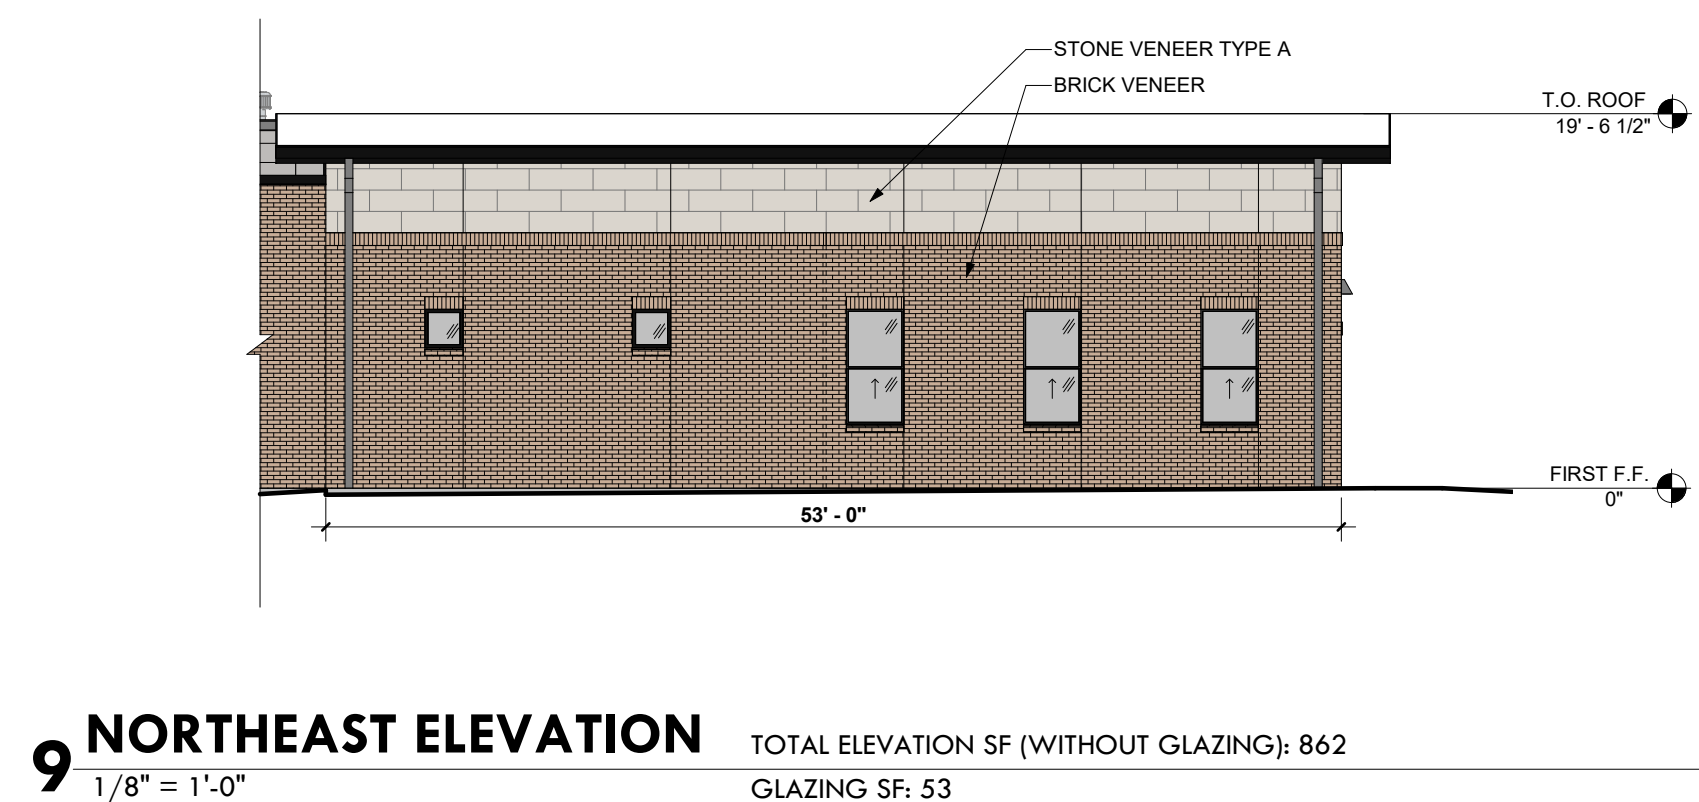 STONE VENEER TYPE A
BRICK VENEER
T.O. ROOF
19' - 6 1/2"
FIRST F.F.
0"
53' - 0"
9 NORTHEAST ELEVATION
1/8" = 1'-0"
TOTAL ELEVATION SF (WITHOUT GLAZING): 862
GLAZING SF: 53